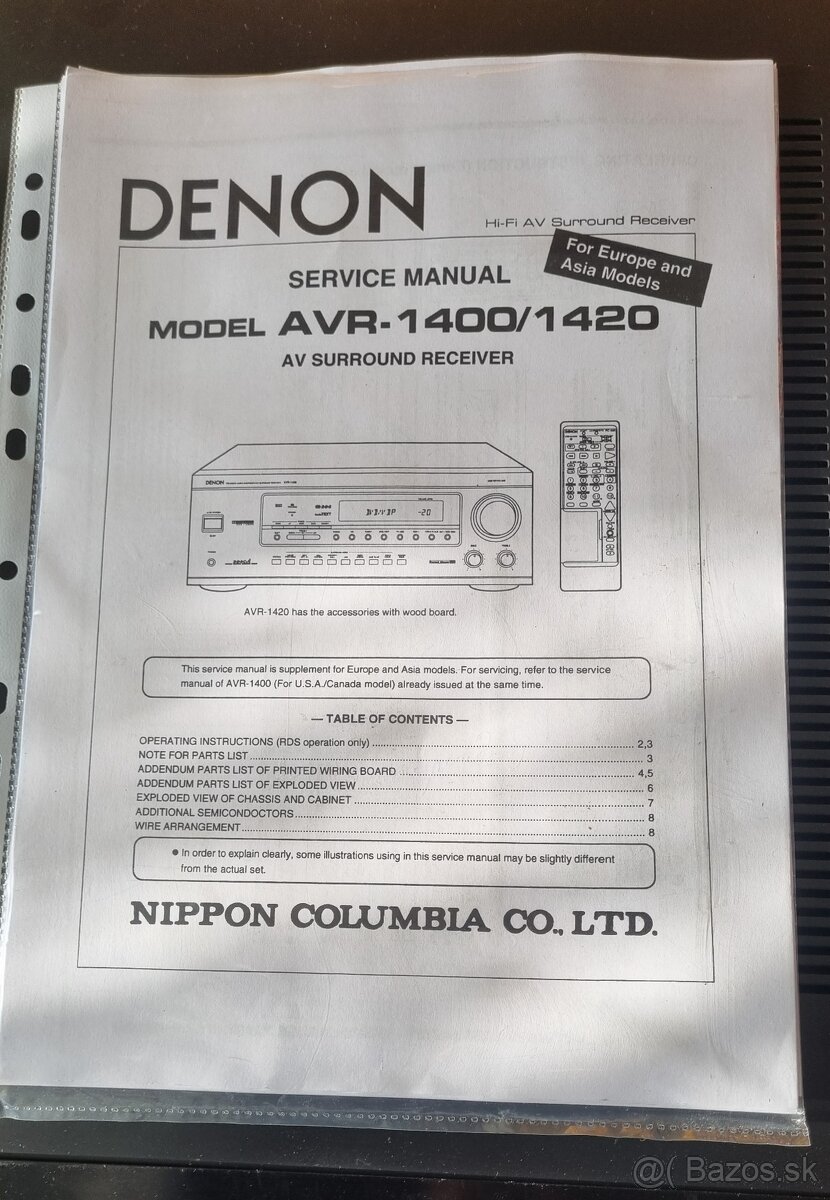 DENON
Hi-Fi AV Surround Receiver
For Europe and
Asia Models
SERVICE MANUAL
MODEL AVR-1400/1420
AV SURROUND RECEIVER
DENON
DENON
-20
AVR-1420 has the accessories with wood board.
This service manual is supplement for Europe and Asia models. For servicing, refer to the service
manual of AVR-1400 (For U.S.A./Canada model) already issued at the same time.
— TABLE OF CONTENTS —
OPERATING INSTRUCTIONS (RDS operation only) ........ 2,3
NOTE FOR PARTS LIST ........ 3
ADDENDUM PARTS LIST OF PRINTED WIRING BOARD ........ 4,5
ADDENDUM PARTS LIST OF EXPLODED VIEW ........ 6
EXPLODED VIEW OF CHASSIS AND CABINET ........ 7
ADDITIONAL SEMICONDOCTORS ........ 8
WIRE ARRANGEMENT ........ 8
● In order to explain clearly, some illustrations using in this service manual may be slightly different
from the actual set.
NIPPON COLUMBIA CO., LTD.
@( Bazos.sk